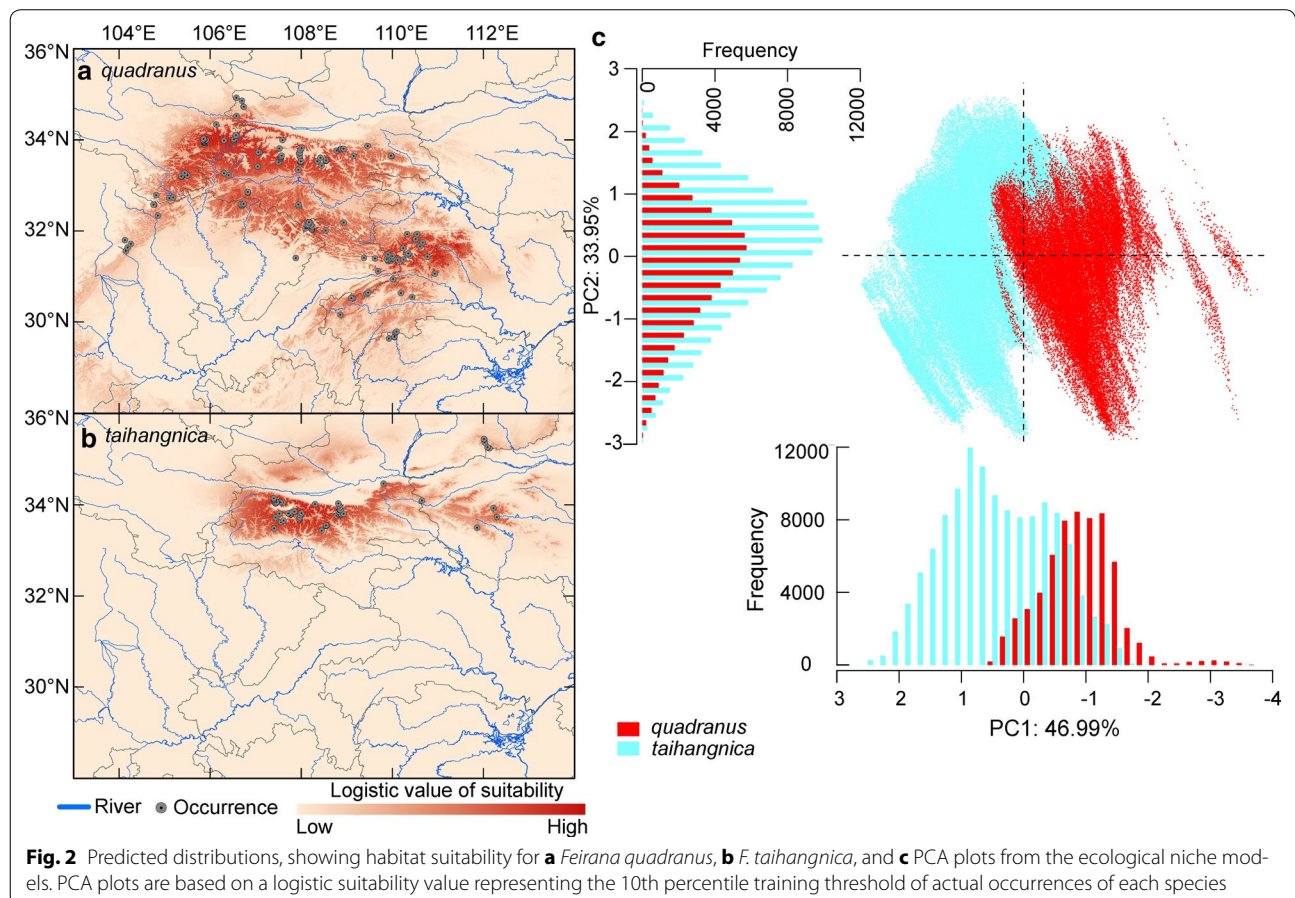 104°E 106°E 108°E 110°E 112°E
36°N
a quadranus
34°N
32°N
30°N
36°N
b taihangnica
34°N
32°N
30°N
River Occurrence
Logistic value of suitability
Low High
c
Frequency
0 4000 8000 12000
3
2
1
0
-1
-2
-3
PC2: 33.95%
12000
8000
4000
0
Frequency
3 2 1 0 -1 -2 -3 -4
PC1: 46.99%
quadranus
taihangnica
Fig. 2 Predicted distributions, showing habitat suitability for a Feirana quadranus, b F. taihangnica, and c PCA plots from the ecological niche mod-
els. PCA plots are based on a logistic suitability value representing the 10th percentile training threshold of actual occurrences of each species